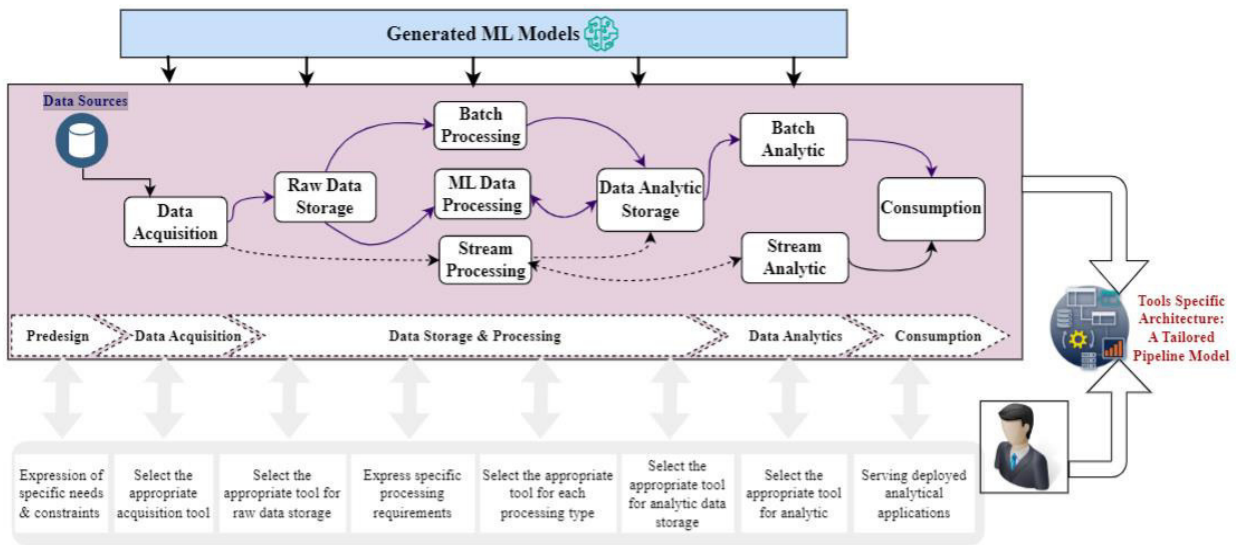 Generated ML Models
Data Sources
Batch
Processing
Batch
Analytic
Raw Data
Storage
ML Data
Processing
Data Analytic
Storage
Consumption
Data
Acquisition
Stream
Processing
Stream
Analytic
Predesign
Data Acquisition
Data Storage & Processing
Data Analytics
Consumption
Tools Specific
Architecture:
A Tailored
Pipeline Model
Expression of
specific needs
& constraints
Select the
appropriate
acquisition tool
Select the
appropriate tool for
raw data storage
Express specific
processing
requirements
Select the appropriate
tool for each
processing type
Select the
appropriate tool
for analytic data
storage
Select the
appropriate tool
for analytic
Serving deployed
analytical
applications